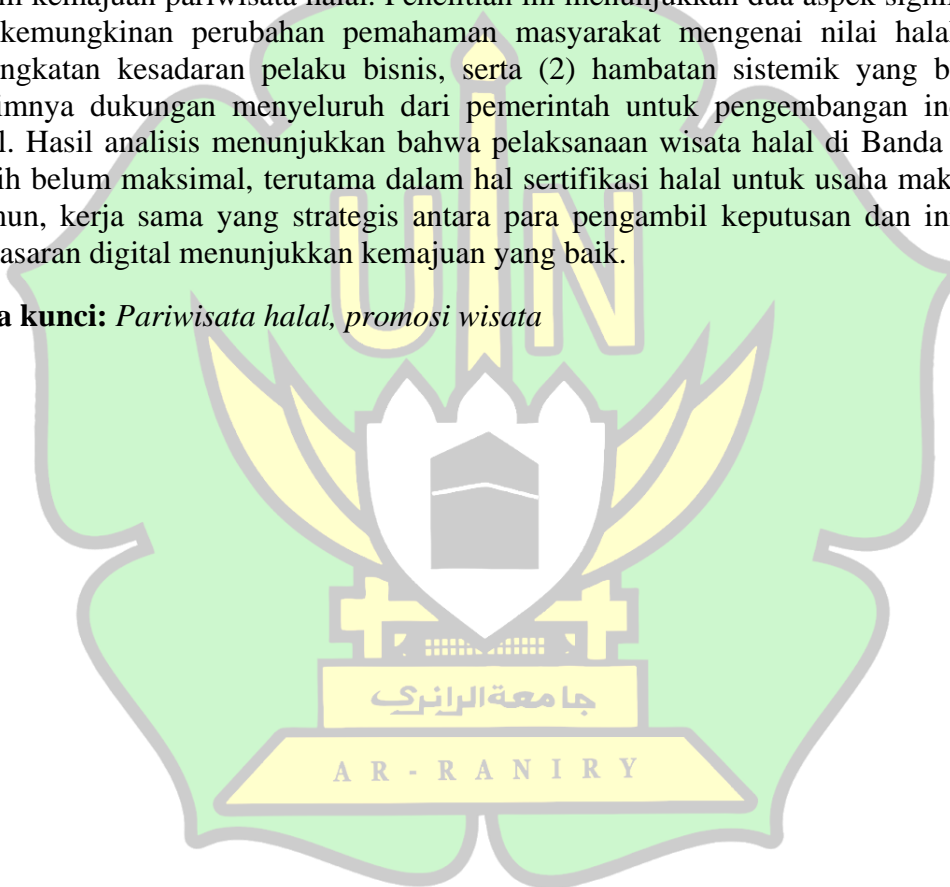 m kemajuan pariwisata halal. Penelitian ini menunjukkan dua aspek signi
kemungkinan perubahan pemahaman masyarakat mengenai nilai hala
ngkatan kesadaran pelaku bisnis, serta (2) hambatan sistemik yang b
imnya dukungan menyeluruh dari pemerintah untuk pengembangan in
l. Hasil analisis menunjukkan bahwa pelaksanaan wisata halal di Banda
ih belum maksimal, terutama dalam hal sertifikasi halal untuk usaha mak
nun, kerja sama yang strategis antara para pengambil keputusan dan in
asaran digital menunjukkan kemajuan yang baik.
a kunci: Pariwisata halal, promosi wisata
UIN
جامعة الرانري
AR-RANIRY